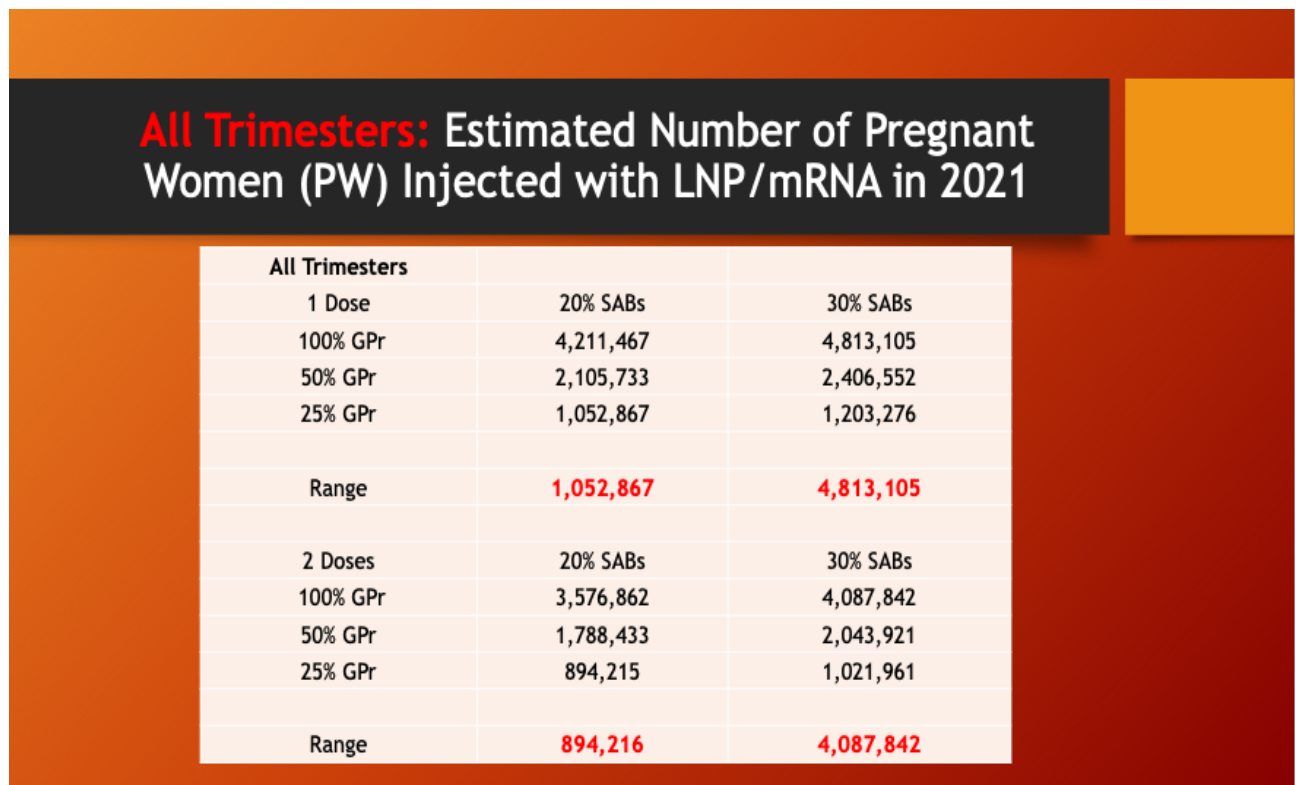 All Trimesters: Estimated Number of Pregnant
Women (PW) Injected with LNP/mRNA in 2021
All Trimesters
1 Dose 20% SABs 30% SABs
100% GPr 4,211,467 4,813,105
50% GPr 2,105,733 2,406,552
25% GPr 1,052,867 1,203,276
Range 1,052,867 4,813,105
2 Doses 20% SABs 30% SABs
100% GPr 3,576,862 4,087,842
50% GPr 1,788,433 2,043,921
25% GPr 894,215 1,021,961
Range 894,216 4,087,842